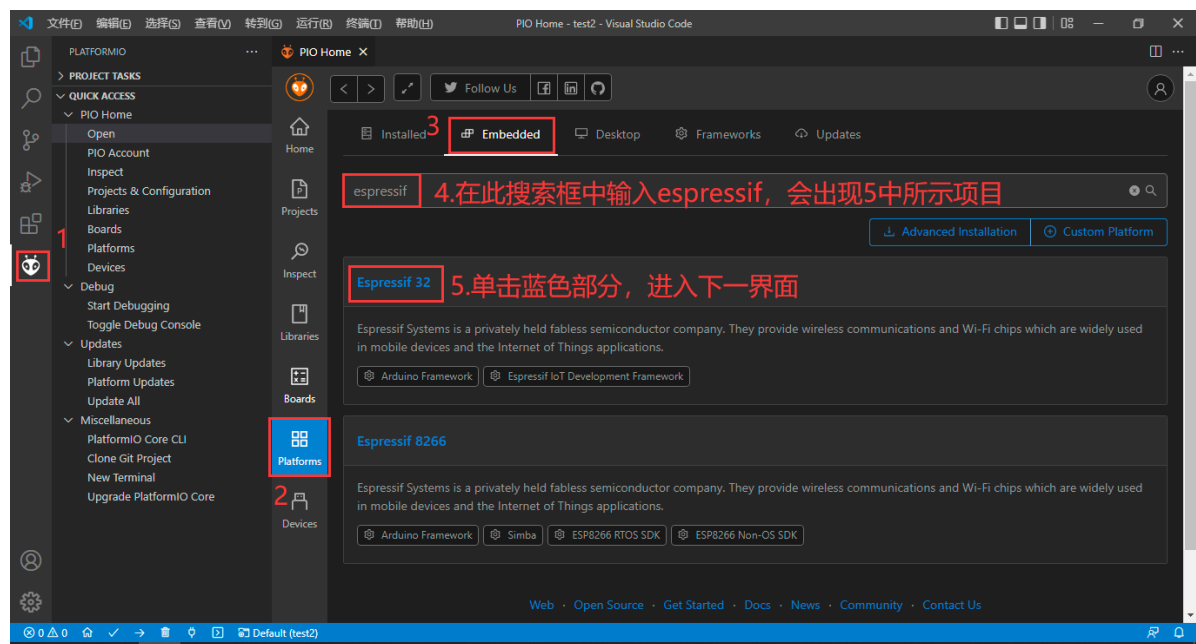 文件(F) 编辑(E) 选择(S) 查看(V) 转到(G) 运行(R) 终端(T) 帮助(H) PIO Home - test2 - Visual Studio Code
PLATFORMIO
PIO Home
PROJECT TASKS
QUICK ACCESS
PIO Home
Open
PIO Account
Inspect
Projects & Configuration
Libraries
Boards
Platforms
Devices
Debug
Start Debugging
Toggle Debug Console
Updates
Library Updates
Platform Updates
Update All
Miscellaneous
PlatformIO Core CLI
Clone Git Project
New Terminal
Upgrade PlatformIO Core
1
Home
Projects
Inspect
Libraries
Boards
Platforms
2
Devices
Follow Us
Installed 3 Embedded Desktop Frameworks Updates
espressif 4.在此搜索框中输入espressif，会出现5中所示项目
Advanced Installation Custom Platform
Espressif 32 5.单击蓝色部分，进入下一界面
Espressif Systems is a privately held fabless semiconductor company. They provide wireless communications and Wi-Fi chips which are widely used
in mobile devices and the Internet of Things applications.
Arduino Framework Espressif IoT Development Framework
Espressif 8266
Espressif Systems is a privately held fabless semiconductor company. They provide wireless communications and Wi-Fi chips which are widely used
in mobile devices and the Internet of Things applications.
Arduino Framework Simba ESP8266 RTOS SDK ESP8266 Non-OS SDK
Web · Open Source · Get Started · Docs · News · Community · Contact Us
0 0 Default (test2)